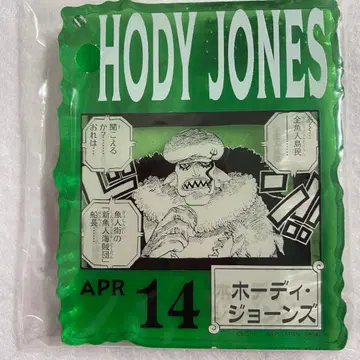 HODY JONES
あー…
全魚人島民
聞こえる
か?……
おれは…
魚人街の
「新魚人海賊団」
船長……
APR 14
ホーディ・
ジョーンズ